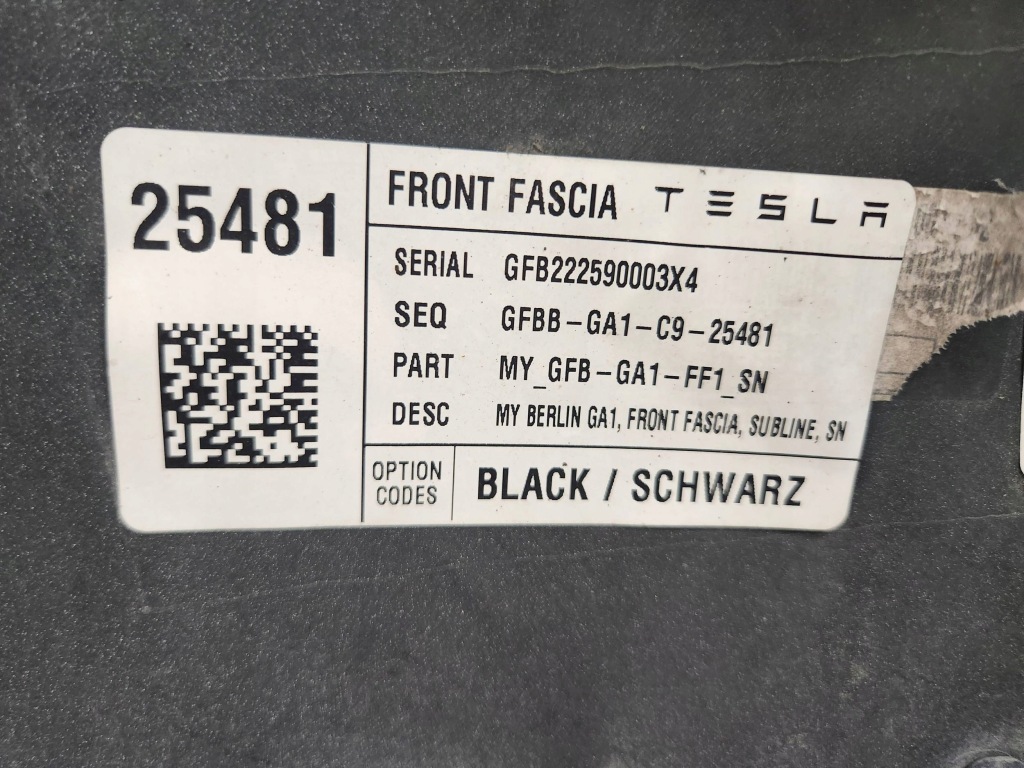 25481
FRONT FASCIA TESLA
SERIAL GFB222590003X4
SEQ GFBB-GA1-C9-25481
PART MY_GFB-GA1-FF1_SN
DESC MY BERLIN GA1, FRONT FASCIA, SUBLINE, SN
OPTION CODES BLACK / SCHWARZ